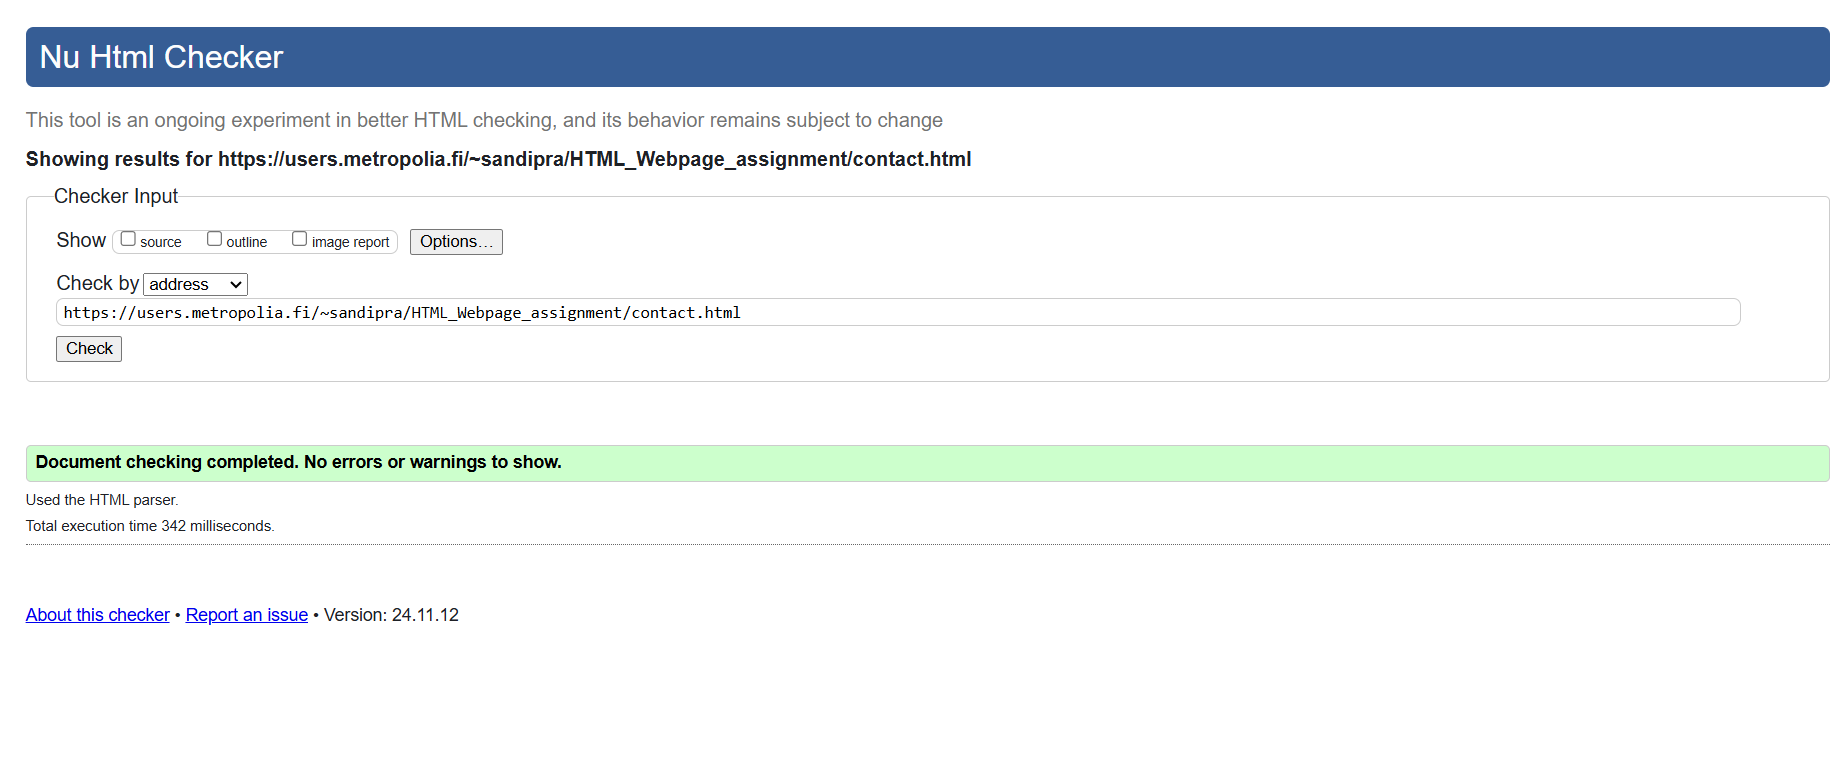 Nu Html Checker
This tool is an ongoing experiment in better HTML checking, and its behavior remains subject to change
Showing results for https://users.metropolia.fi/~sandipra/HTML_Webpage_assignment/contact.html
Checker Input
Show source outline image report Options...
Check by address
https://users.metropolia.fi/~sandipra/HTML_Webpage_assignment/contact.html
Check
Document checking completed. No errors or warnings to show.
Used the HTML parser.
Total execution time 342 milliseconds.
About this checker • Report an issue • Version: 24.11.12